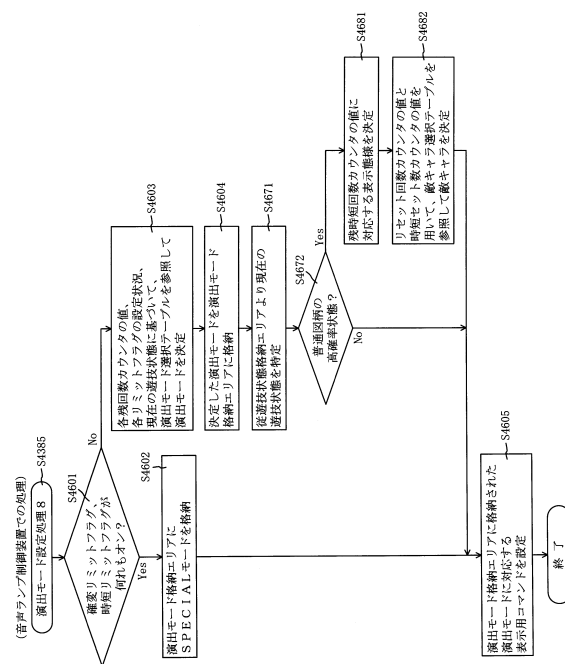 (音声ランプ制御装置での処理)
演出モード設定処理8
S4385
S4601
確変リミットフラグ、
時短リミットフラグが
何れもオン?
Yes
No
S4602
演出モード格納エリアに
SPECIALモードを格納
S4603
各残回数カウンタの値、
各リミットフラグの設定状況、
現在の遊技状態に基づいて、
演出モード選択テーブルを参照して
演出モードを決定
S4604
決定した演出モードを演出モード
格納エリアに格納
S4671
従遊技状態格納エリアより現在の
遊技状態を特定
S4672
普通図柄の
高確率状態?
Yes
No
S4681
残時短回数カウンタの値に
対応する表示態様を決定
S4682
リセット回数カウンタの値と
時短セット数カウンタの値を
用いて、敵キャラ選択テーブルを
参照して敵キャラを決定
S4605
演出モード格納エリアに格納された
演出モードに対応する
表示用コマンドを設定
終了